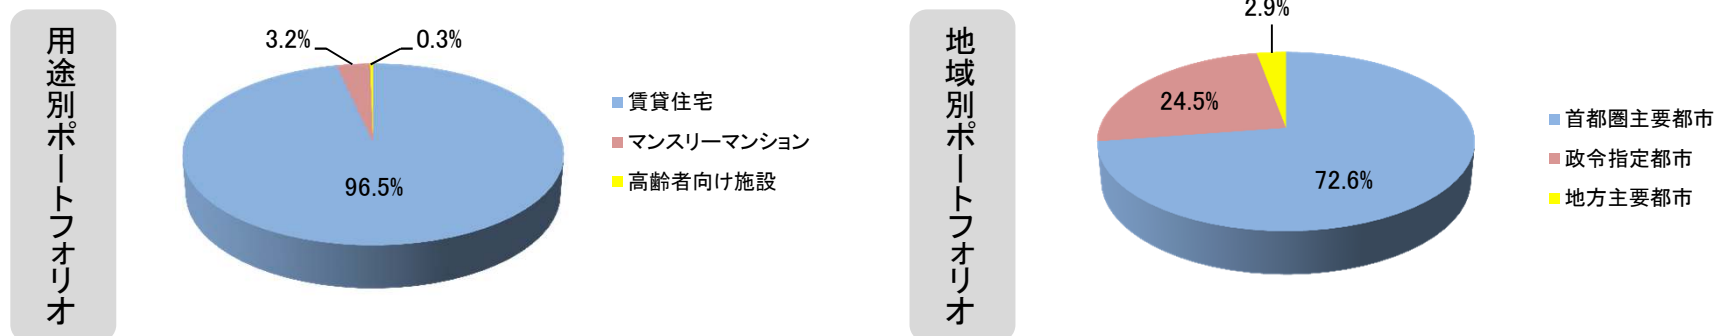 用途別ポートフォリオ
3.2%
0.3%
96.5%
賃貸住宅
マンスリーマンション
高齢者向け施設
地域別ポートフォリオ
2.9%
24.5%
72.6%
首都圏主要都市
政令指定都市
地方主要都市